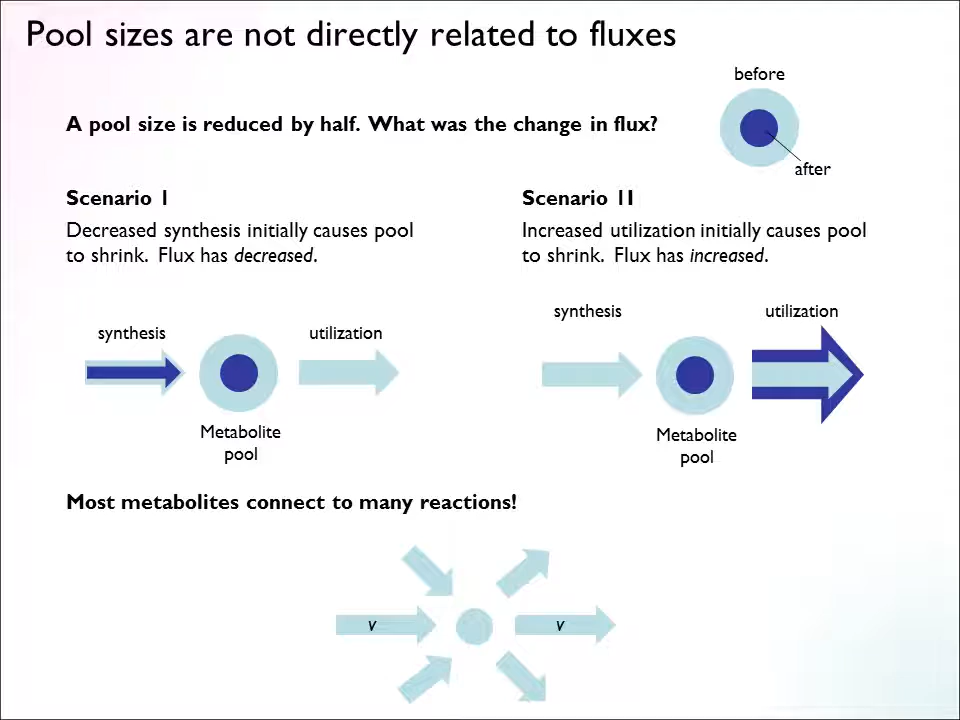 Pool sizes are not directly related to fluxes
before
A pool size is reduced by half. What was the change in flux?
after
Scenario 1
Decreased synthesis initially causes pool
to shrink. Flux has decreased.
synthesis
utilization
Metabolite
pool
Scenario 1I
Increased utilization initially causes pool
to shrink. Flux has increased.
synthesis
utilization
Metabolite
pool
Most metabolites connect to many reactions!
v
v